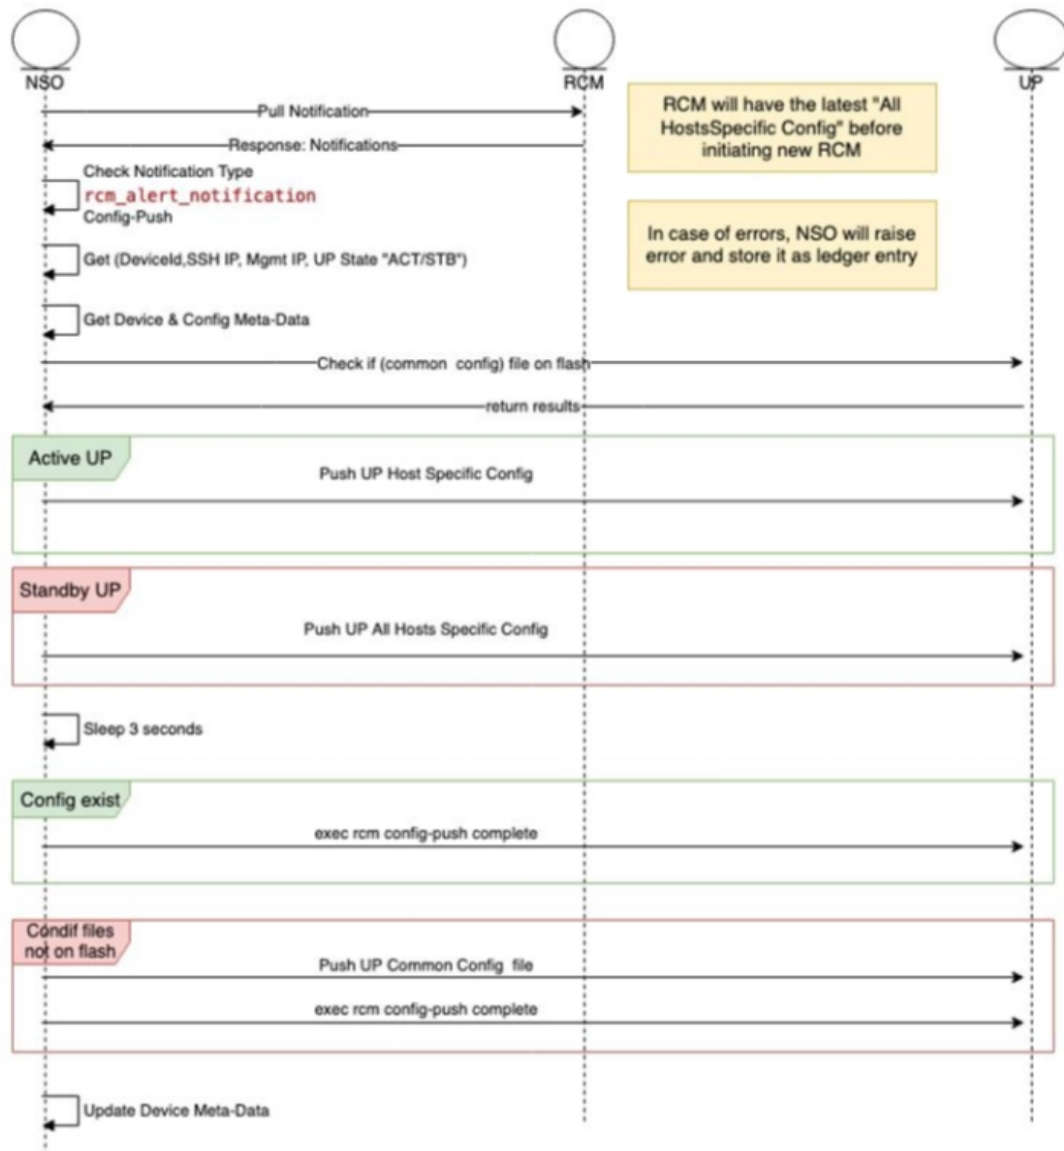 NSO
RCM
UP
Pull Notification
RCM will have the latest "All
HostsSpecific Config" before
initiating new RCM
Response: Notifications
Check Notification Type
rcm_alert_notification
Config-Push
In case of errors, NSO will raise
error and store it as ledger entry
Get (DeviceId,SSH IP, Mgmt IP, UP State "ACT/STB")
Get Device & Config Meta-Data
Check if (common config) file on flash
return results
Active UP
Push UP Host Specific Config
Standby UP
Push UP All Hosts Specific Config
Sleep 3 seconds
Config exist
exec rcm config-push complete
Condif files
not on flash
Push UP Common Config file
exec rcm config-push complete
Update Device Meta-Data